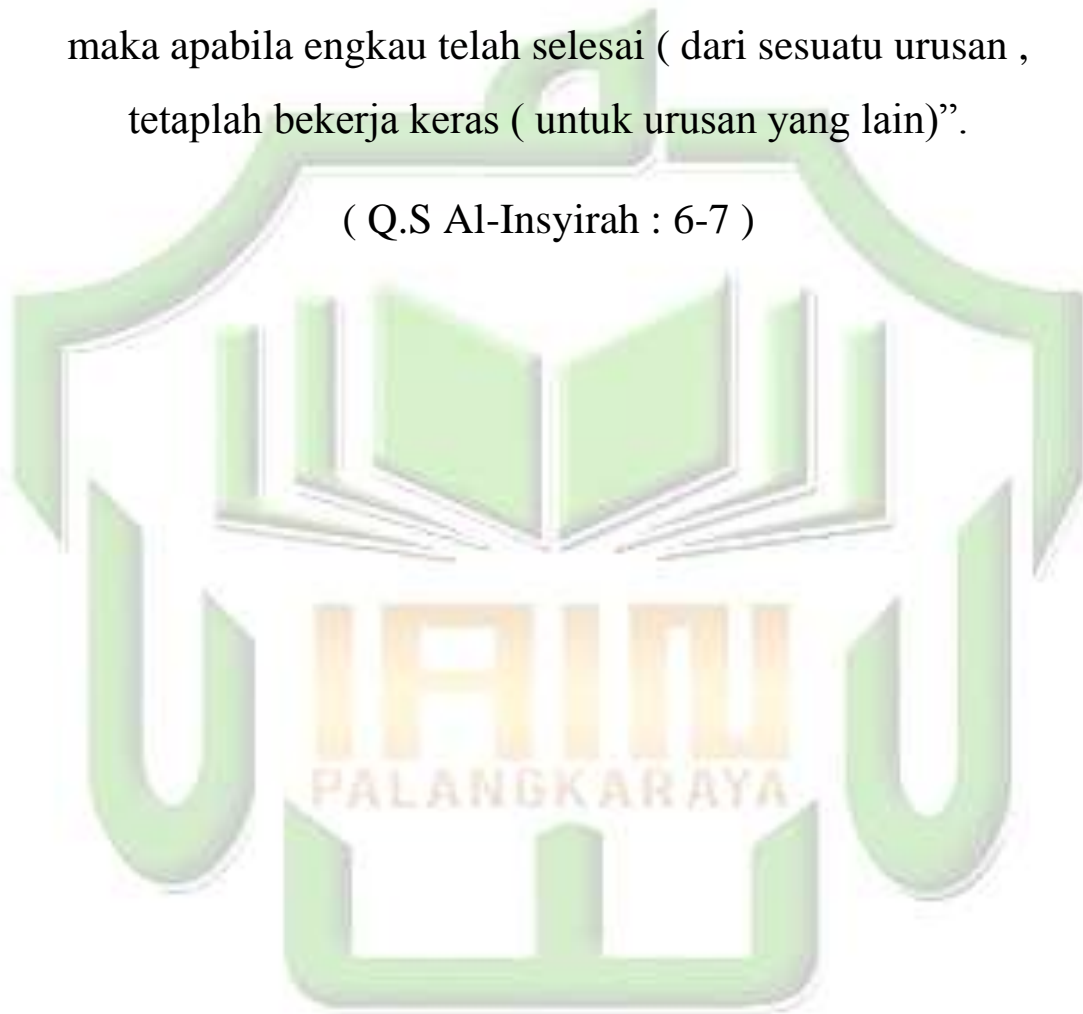 maka apabila engkau telah selesai ( dari sesuatu urusan ,
tetaplah bekerja keras ( untuk urusan yang lain)”.
( Q.S Al-Insyirah : 6-7 )
IAIN
PALANGKARAYA